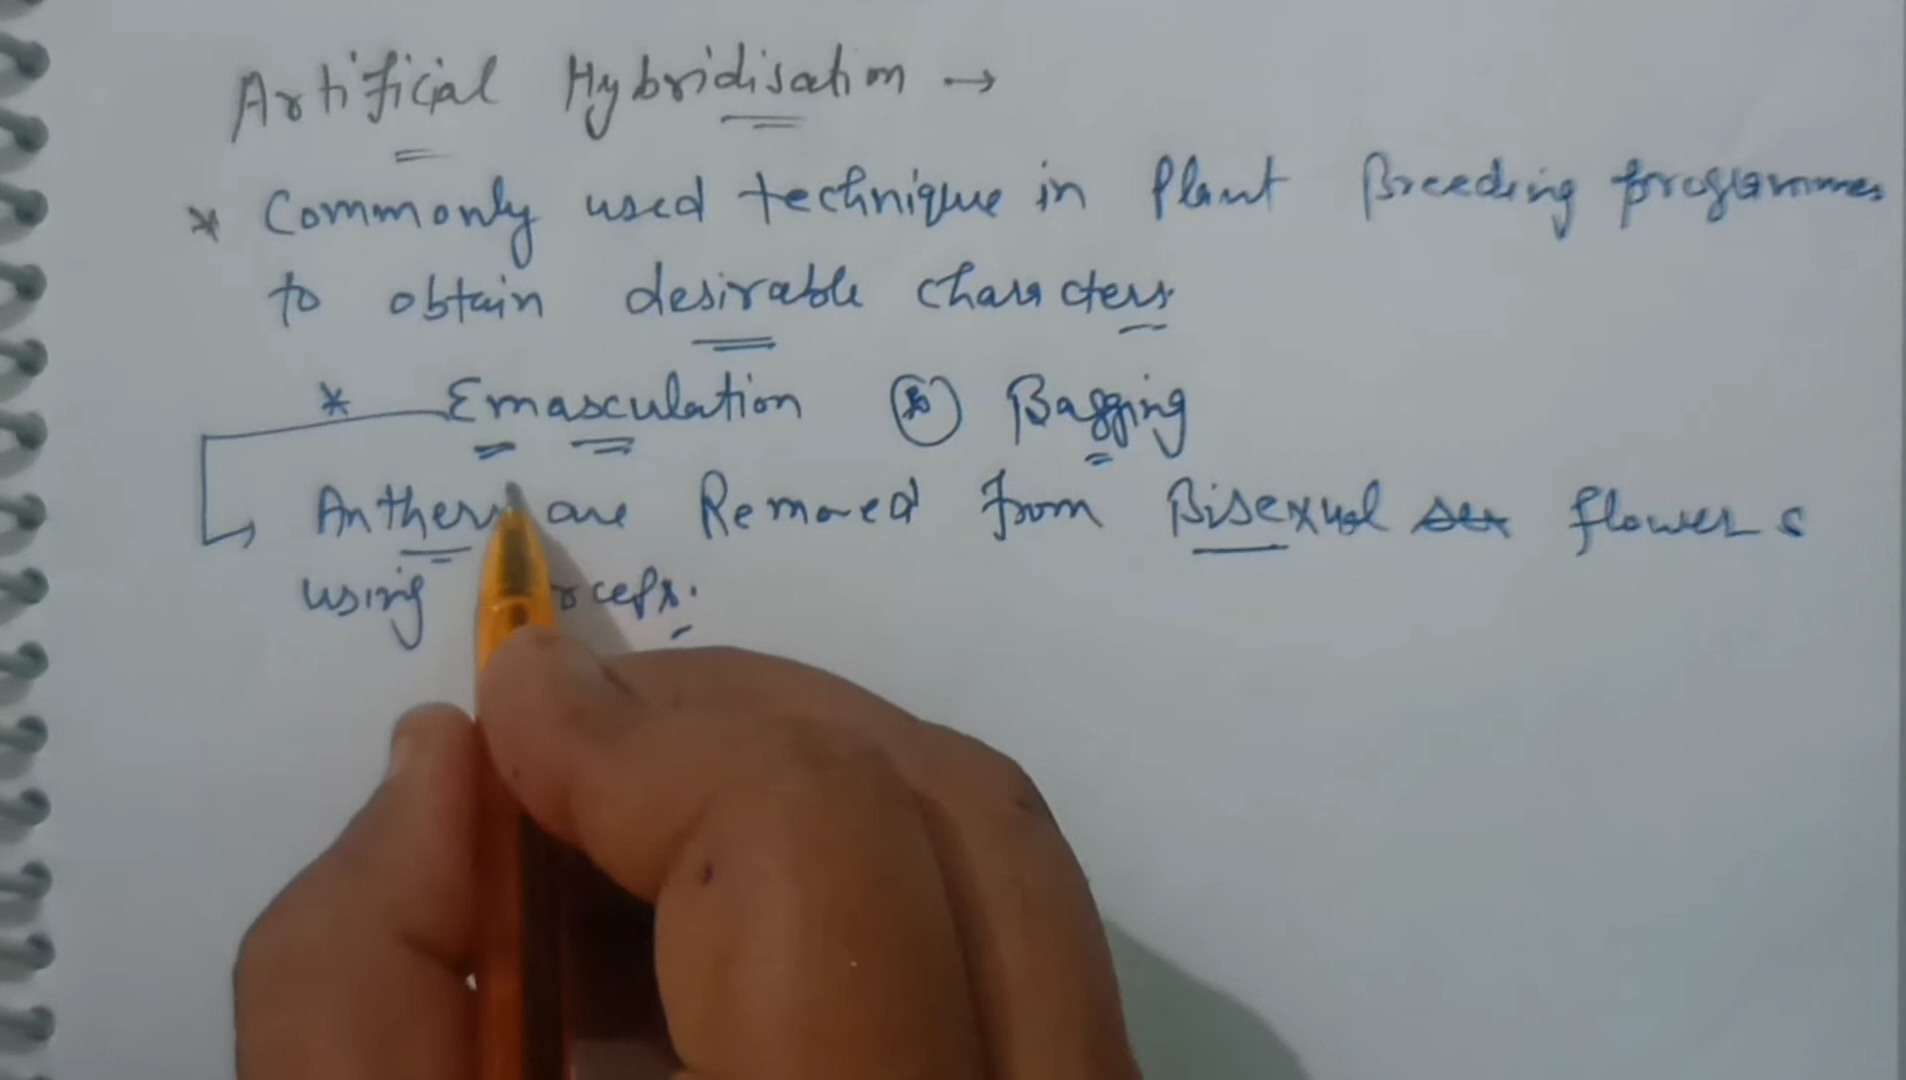 Artificial Hybridisation →
* Commonly used technique in Plant Breeding programmes
to obtain desirable characters
* Emasculation * Bagging
Anthers are Removed from Bisexual flowers
using